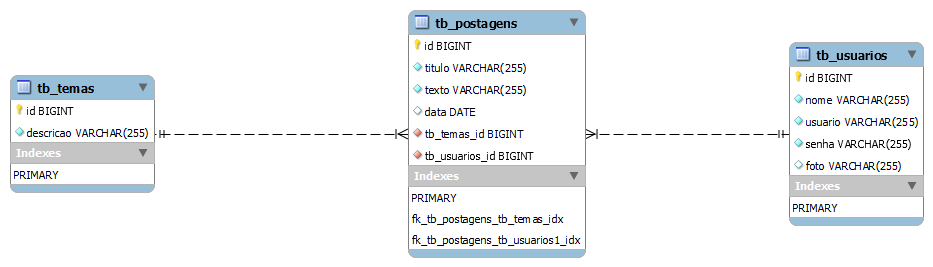 tb_temas
id BIGINT
descricao VARCHAR(255)
Indexes
PRIMARY
tb_postagens
id BIGINT
titulo VARCHAR(255)
texto VARCHAR(255)
data DATE
tb_temas_id BIGINT
tb_usuarios_id BIGINT
Indexes
PRIMARY
fk_tb_postagens_tb_temas_idx
fk_tb_postagens_tb_usuarios1_idx
tb_usuarios
id BIGINT
nome VARCHAR(255)
usuario VARCHAR(255)
senha VARCHAR(255)
foto VARCHAR(255)
Indexes
PRIMARY